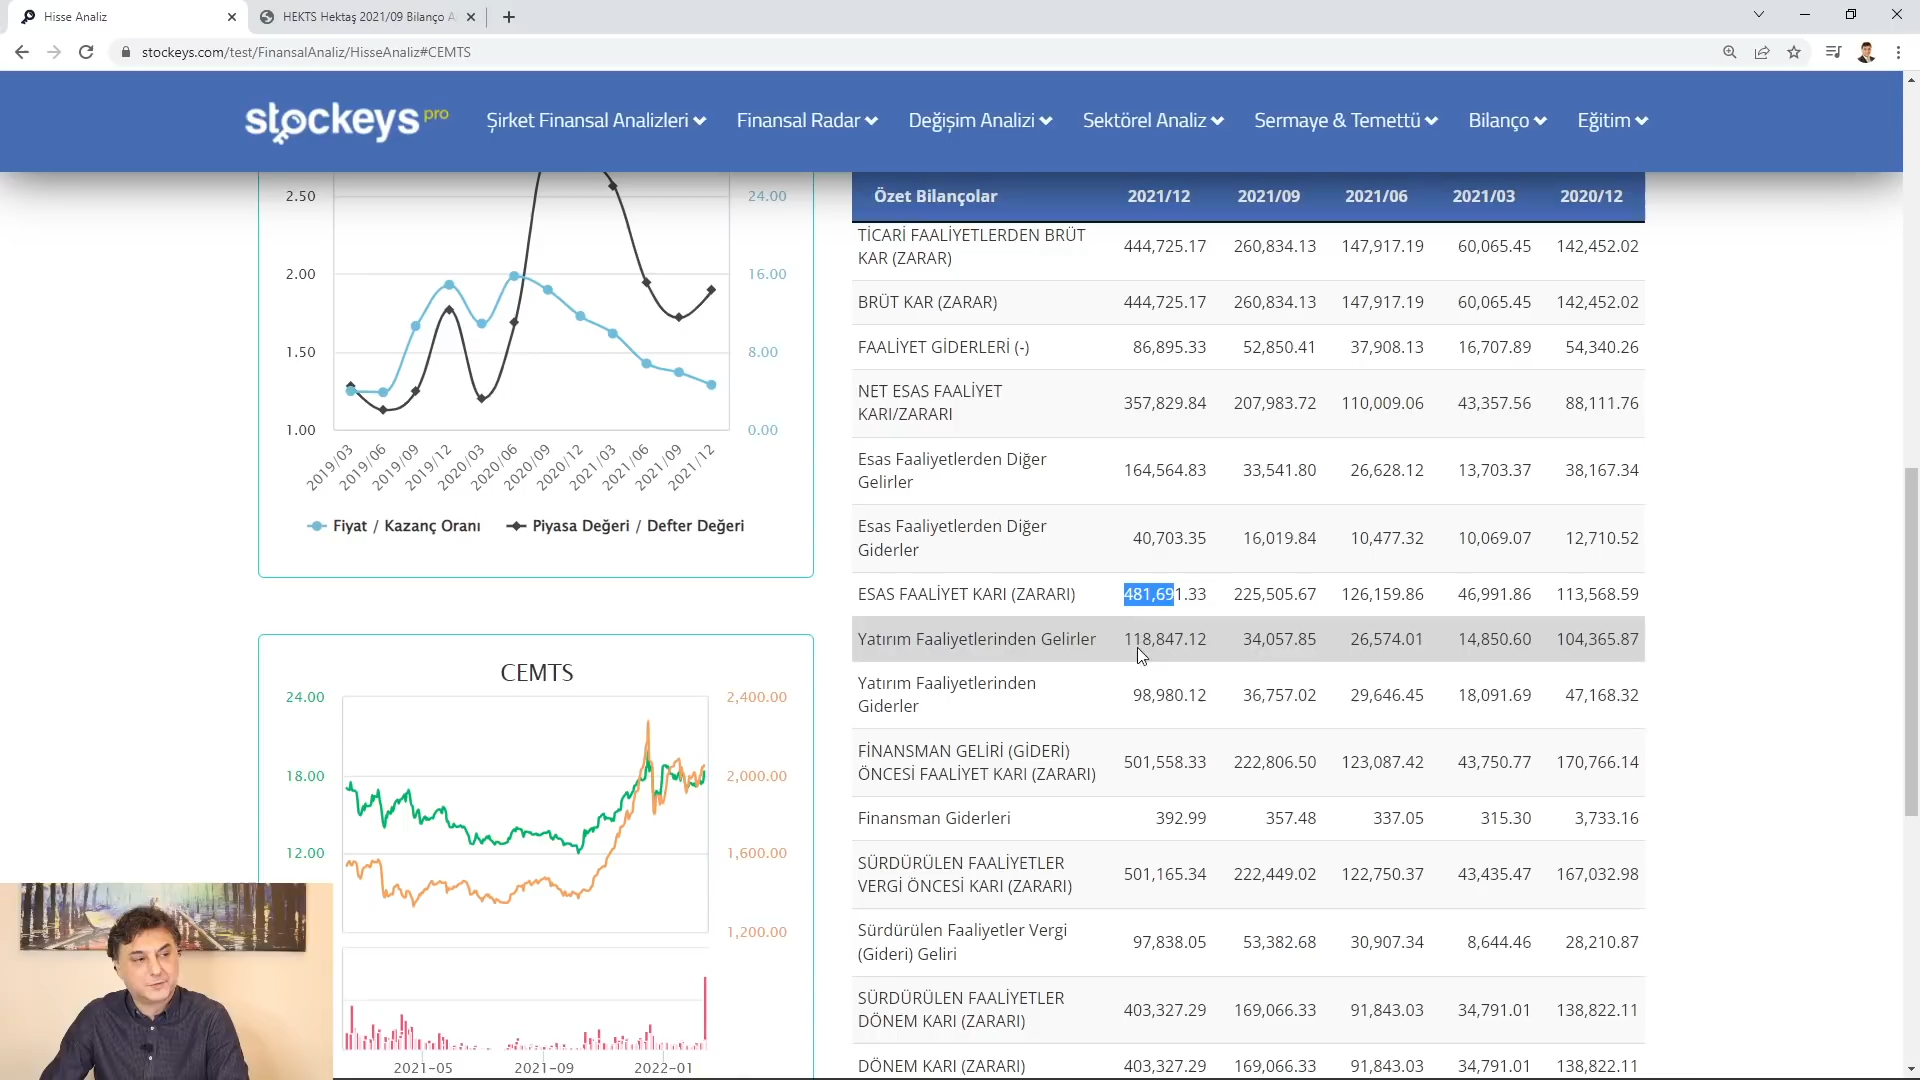 Hisse Analiz
HEKTS Hektaş 2021/09 Bilanço A
stockeys.com/test/FinansalAnaliz/HisseAnaliz#CEMTS
stockeys pro
Şirket Finansal Analizleri
Finansal Radar
Değişim Analizi
Sektörel Analiz
Sermaye & Temettü
Bilanço
Eğitim
2.50
24.00
2.00
16.00
1.50
8.00
1.00
0.00
2019/03
2019/06
2019/09
2019/12
2020/03
2020/06
2020/09
2020/12
2021/03
2021/06
2021/09
2021/12
Fiyat / Kazanç Oranı
Piyasa Değeri / Defter Değeri
CEMTS
24.00
2,400.00
18.00
2,000.00
12.00
1,600.00
1,200.00
2021-05
2021-09
2022-01
Özet Bilançolar 2021/12 2021/09 2021/06 2021/03 2020/12
TİCARİ FAALİYETLERDEN BRÜT
KAR (ZARAR)
444,725.17 260,834.13 147,917.19 60,065.45 142,452.02
BRÜT KAR (ZARAR) 444,725.17 260,834.13 147,917.19 60,065.45 142,452.02
FAALİYET GİDERLERİ (-) 86,895.33 52,850.41 37,908.13 16,707.89 54,340.26
NET ESAS FAALİYET
KARI/ZARARI
357,829.84 207,983.72 110,009.06 43,357.56 88,111.76
Esas Faaliyetlerden Diğer
Gelirler
164,564.83 33,541.80 26,628.12 13,703.37 38,167.34
Esas Faaliyetlerden Diğer
Giderler
40,703.35 16,019.84 10,477.32 10,069.07 12,710.52
ESAS FAALİYET KARI (ZARARI) 481,691.33 225,505.67 126,159.86 46,991.86 113,568.59
Yatırım Faaliyetlerinden Gelirler 118,847.12 34,057.85 26,574.01 14,850.60 104,365.87
Yatırım Faaliyetlerinden
Giderler
98,980.12 36,757.02 29,646.45 18,091.69 47,168.32
FİNANSMAN GELİRİ (GİDERİ)
ÖNCESİ FAALİYET KARI (ZARARI)
501,558.33 222,806.50 123,087.42 43,750.77 170,766.14
Finansman Giderleri 392.99 357.48 337.05 315.30 3,733.16
SÜRDÜRÜLEN FAALİYETLER
VERGİ ÖNCESİ KARI (ZARARI)
501,165.34 222,449.02 122,750.37 43,435.47 167,032.98
Sürdürülen Faaliyetler Vergi
(Gideri) Geliri
97,838.05 53,382.68 30,907.34 8,644.46 28,210.87
SÜRDÜRÜLEN FAALİYETLER
DÖNEM KARI (ZARARI)
403,327.29 169,066.33 91,843.03 34,791.01 138,822.11
DÖNEM KARI (ZARARI) 403,327.29 169,066.33 91,843.03 34,791.01 138,822.11